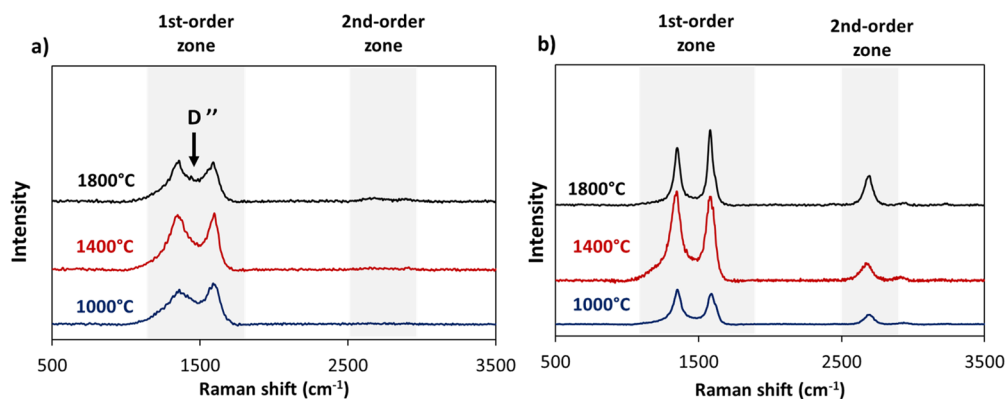 a)
1st-order
zone
2nd-order
zone
D ’’
1800°C
1400°C
1000°C
Intensity
500
1500
2500
3500
Raman shift (cm⁻¹)
b)
1st-order
zone
2nd-order
zone
1800°C
1400°C
1000°C
Intensity
500
1500
2500
3500
Raman shift (cm⁻¹)